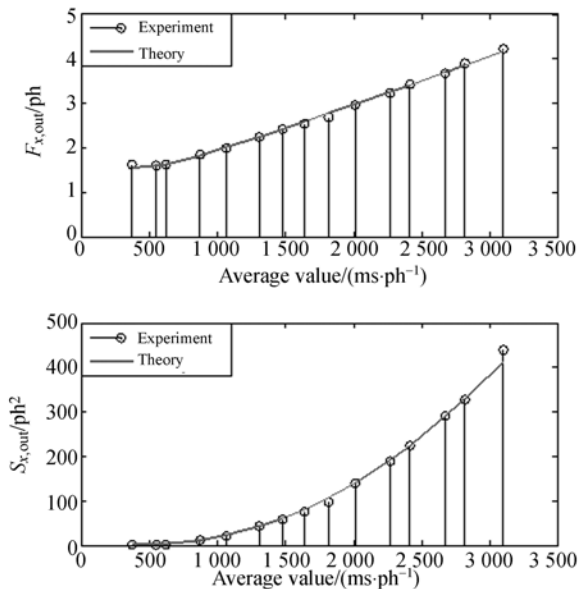 Experiment
Theory
F_{x,out}/ph
5
4
3
2
1
0
0 500 1 000 1 500 2 000 2 500 3 000 3 500
Average value/(ms·ph⁻¹)
Experiment
Theory
S_{x,out}/ph²
500
400
300
200
100
0
0 500 1 000 1 500 2 000 2 500 3 000 3 500
Average value/(ms·ph⁻¹)